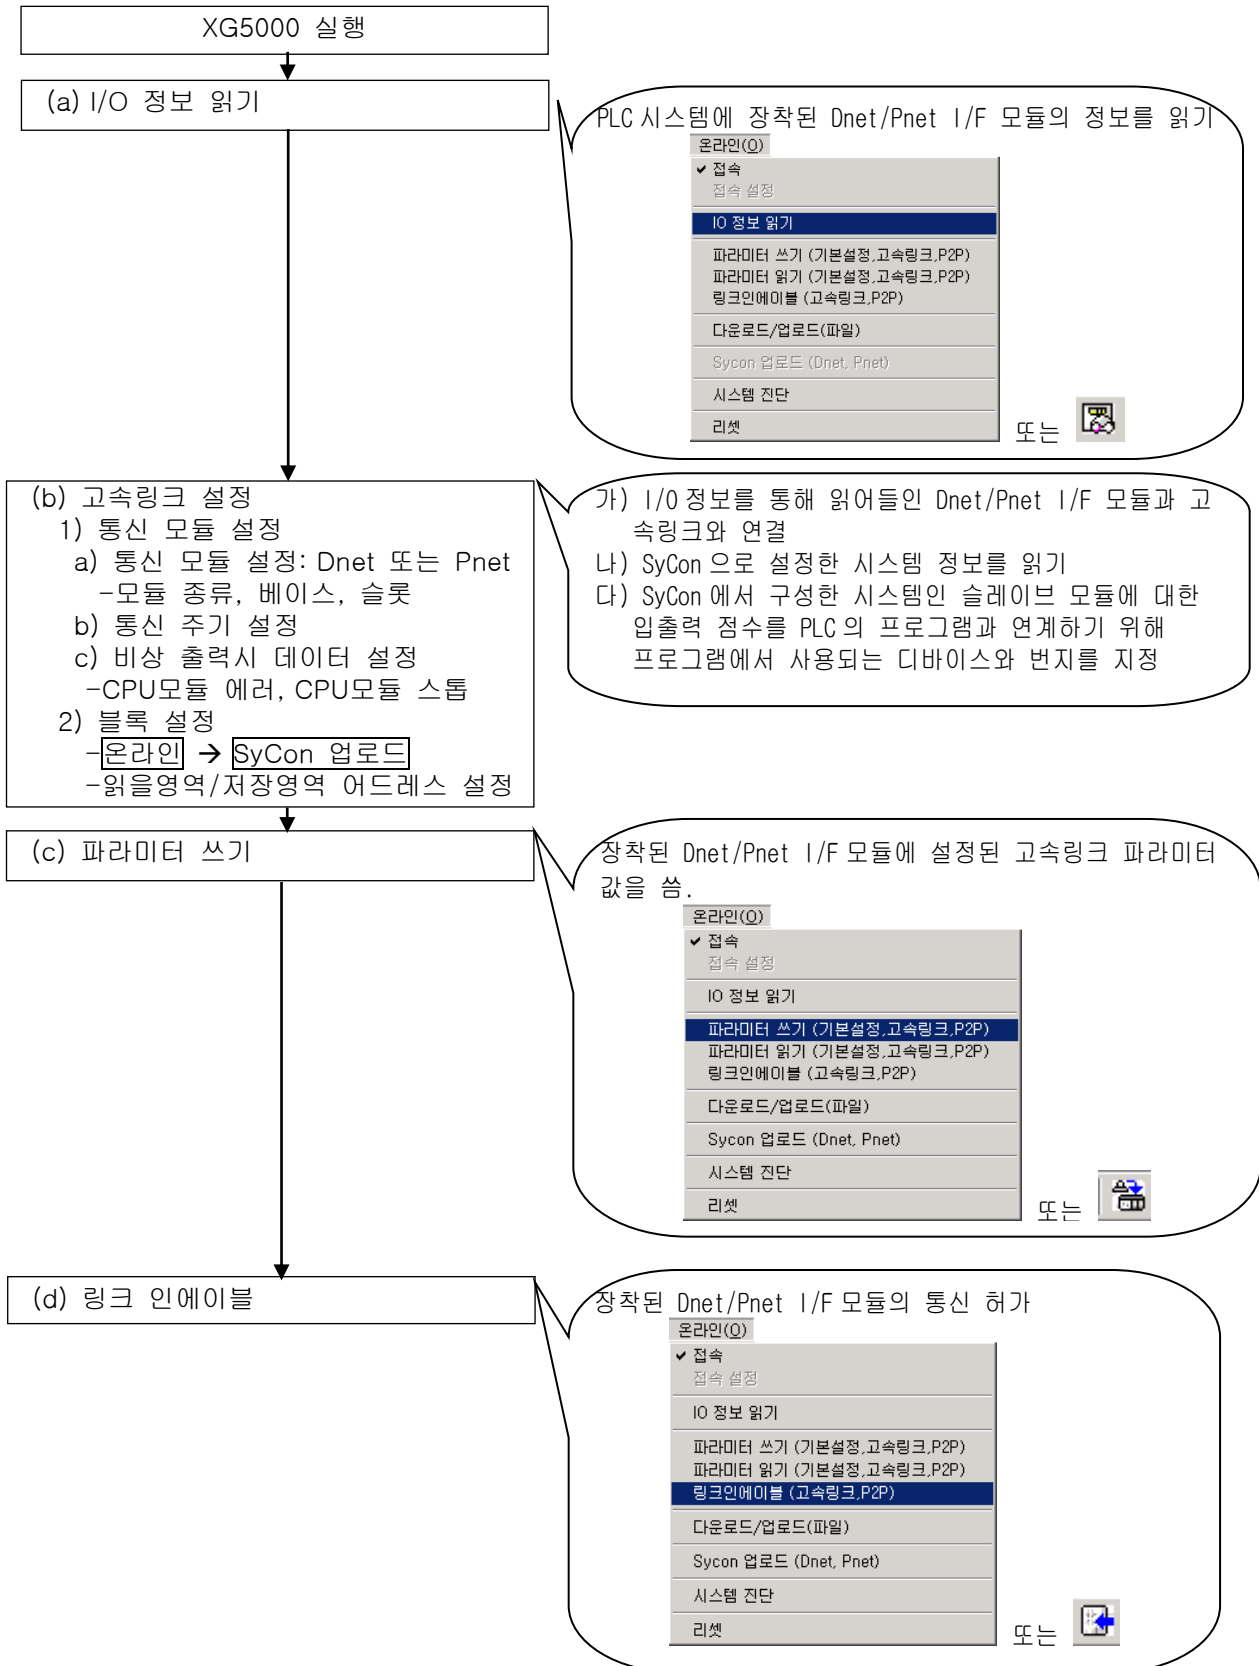 XG5000 실행
(a) I/O 정보 읽기
PLC 시스템에 장착된 Dnet/Pnet I/F 모듈의 정보를 읽기
온라인(O)
접속
접속 설정
IO 정보 읽기
파라미터 쓰기 (기본설정,고속링크,P2P)
파라미터 읽기 (기본설정,고속링크,P2P)
링크인에이블 (고속링크,P2P)
다운로드/업로드(파일)
Sycon 업로드 (Dnet, Pnet)
시스템 진단
리셋
또는
(b) 고속링크 설정
1) 통신 모듈 설정
a) 통신 모듈 설정: Dnet 또는 Pnet
-모듈 종류, 베이스, 슬롯
b) 통신 주기 설정
c) 비상 출력시 데이터 설정
-CPU모듈 에러, CPU모듈 스톱
2) 블록 설정
-온라인 → SyCon 업로드
-읽을영역/저장영역 어드레스 설정
가) I/O 정보를 통해 읽어들인 Dnet/Pnet I/F 모듈과 고
속링크와 연결
나) SyCon 으로 설정한 시스템 정보를 읽기
다) SyCon 에서 구성한 시스템인 슬레이브 모듈에 대한
입출력 점수를 PLC 의 프로그램과 연계하기 위해
프로그램에서 사용되는 디바이스와 번지를 지정
(c) 파라미터 쓰기
장착된 Dnet/Pnet I/F 모듈에 설정된 고속링크 파라미터
값을 씀.
온라인(O)
접속
접속 설정
IO 정보 읽기
파라미터 쓰기 (기본설정,고속링크,P2P)
파라미터 읽기 (기본설정,고속링크,P2P)
링크인에이블 (고속링크,P2P)
다운로드/업로드(파일)
Sycon 업로드 (Dnet, Pnet)
시스템 진단
리셋
또는
(d) 링크 인에이블
장착된 Dnet/Pnet I/F 모듈의 통신 허가
온라인(O)
접속
접속 설정
IO 정보 읽기
파라미터 쓰기 (기본설정,고속링크,P2P)
파라미터 읽기 (기본설정,고속링크,P2P)
링크인에이블 (고속링크,P2P)
다운로드/업로드(파일)
Sycon 업로드 (Dnet, Pnet)
시스템 진단
리셋
또는